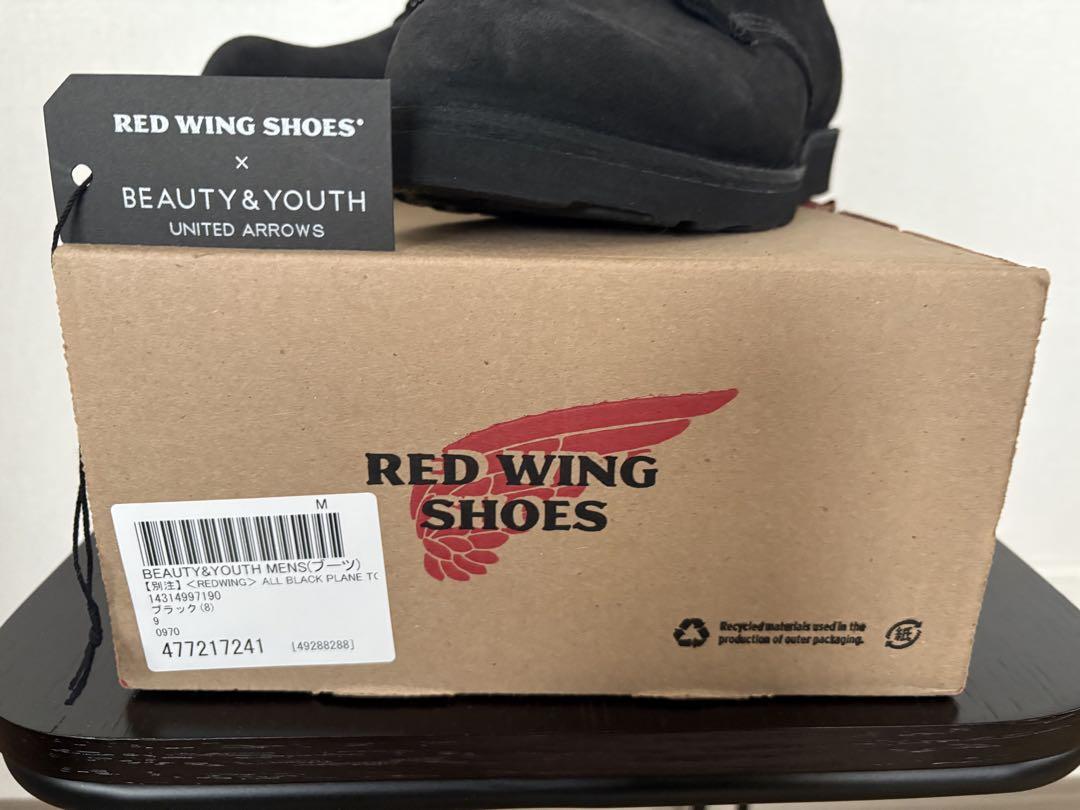 RED WING SHOES
×
BEAUTY&YOUTH
UNITED ARROWS
RED WING
SHOES
M
BEAUTY&YOUTH MENS(ブーツ)
【別注】<REDWING> ALL BLACK PLANE TO
14314997190
ブラック(8)
9
0970
477217241 [49288288]
Recycled materials used in the
production of outer packaging.
紙